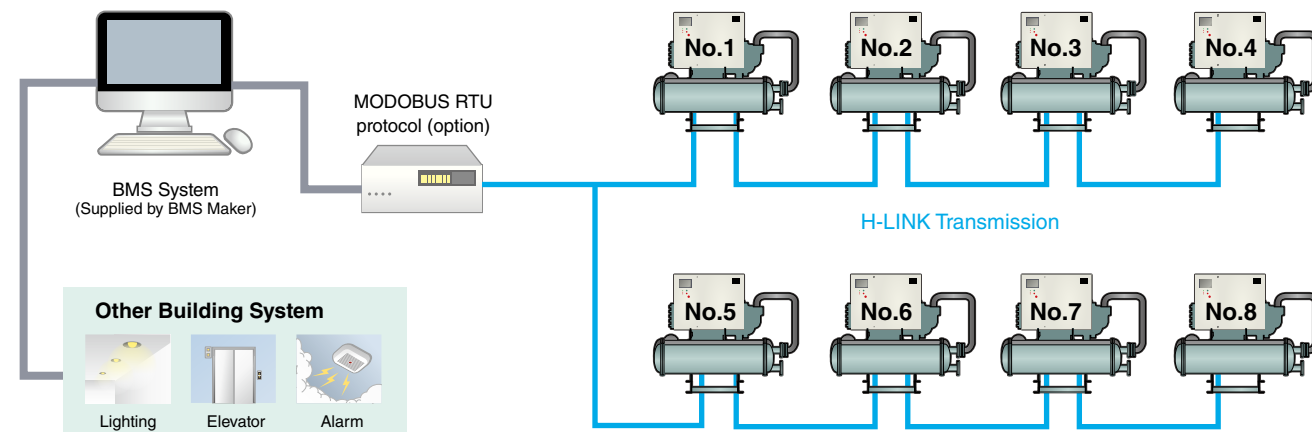 No.1
No.2
No.3
No.4
MODOBUS RTU
protocol (option)
BMS System
(Supplied by BMS Maker)
H-LINK Transmission
Other Building System
Lighting
Elevator
Alarm
No.5
No.6
No.7
No.8